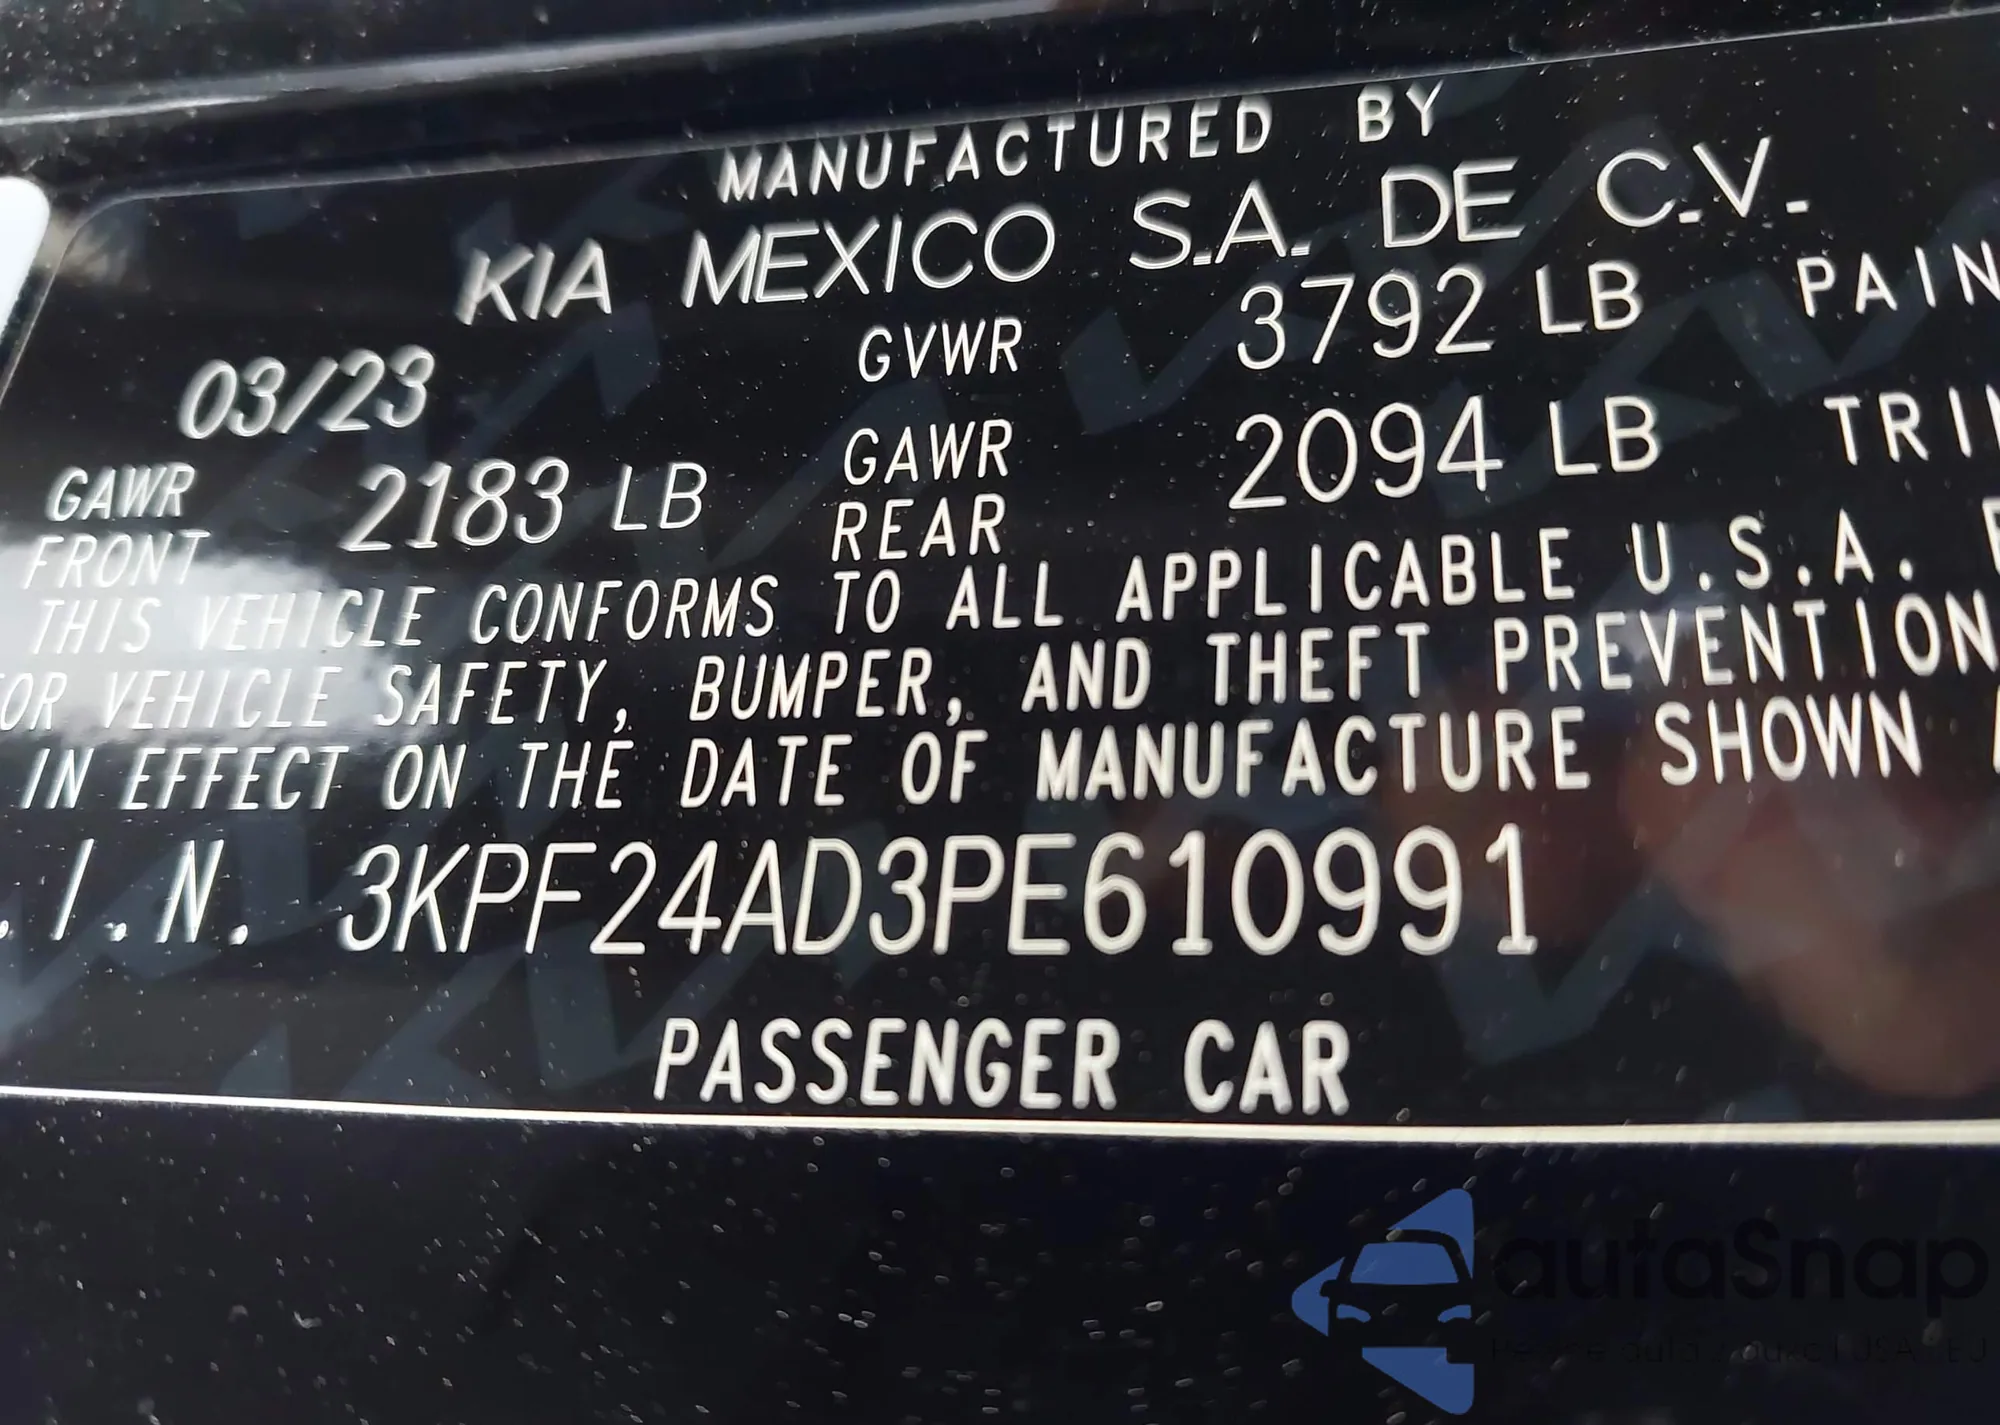 MANUFACTURED BY
KIA MEXICO S.A. DE C.V.
03/23 GVWR 3792 LB PAIN
GAWR FRONT 2183 LB GAWR REAR 2094 LB TRI
THIS VEHICLE CONFORMS TO ALL APPLICABLE U.S.A.
OR VEHICLE SAFETY, BUMPER, AND THEFT PREVENTION
IN EFFECT ON THE DATE OF MANUFACTURE SHOWN
.I.N. 3KPF24AD3PE610991
PASSENGER CAR
autaSnap